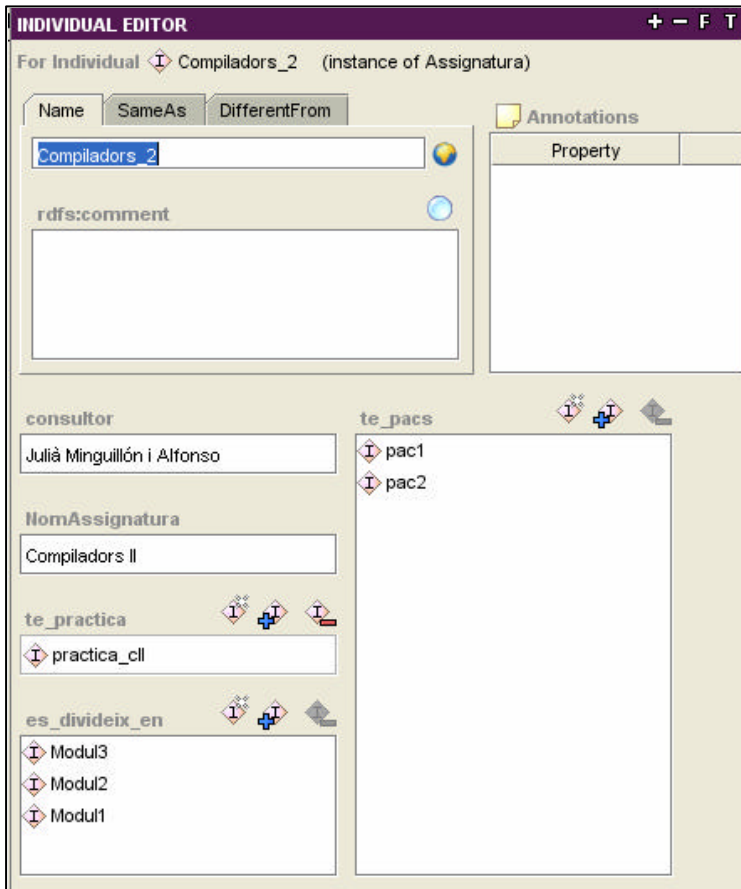 INDIVIDUAL EDITOR + − F T
For Individual Compiladors_2 (instance of Assignatura)
Name SameAs DifferentFrom
Compiladors_2
rdfs:comment
Annotations
Property
consultor
Julià Minguillón i Alfonso
NomAssignatura
Compiladors II
te_practica
practica_cII
es_divideix_en
Modul3
Modul2
Modul1
te_pacs
pac1
pac2